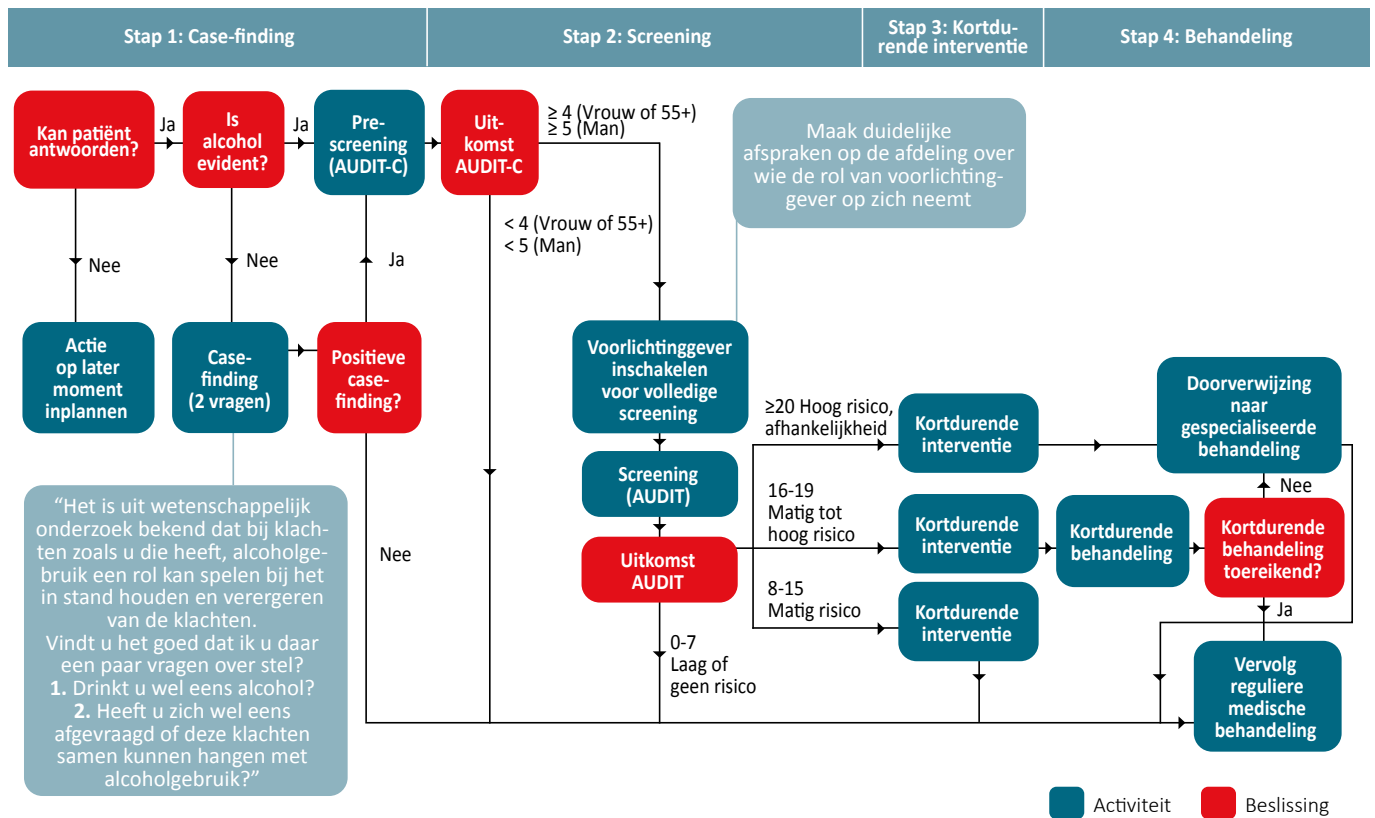 Stap 1: Case-finding
Stap 2: Screening
Stap 3: Kortdu-
rende interventie
Stap 4: Behandeling
Kan patiënt
antwoorden?
Ja
Is
alcohol
evident?
Ja
Pre-
screening
(AUDIT-C)
Uit-
komst
AUDIT-C
≥ 4 (Vrouw of 55+)
≥ 5 (Man)
Maak duidelijke
afspraken op de afdeling over
wie de rol van voorlichting-
gever op zich neemt
< 4 (Vrouw of 55+)
< 5 (Man)
Nee
Nee
Ja
Actie
op later
moment
inplannen
Case-
finding
(2 vragen)
Positieve
case-
finding?
Voorlichtinggever
inschakelen
voor volledige
screening
Doorverwijzing
naar
gespecialiseerde
behandeling
≥20 Hoog risico,
afhankelijkheid
Kortdurende
interventie
Screening
(AUDIT)
Nee
16-19
Matig tot
hoog risico
Kortdurende
interventie
Kortdurende
behandeling
Kortdurende
behandeling
toereikend?
Nee
Uitkomst
AUDIT
8-15
Matig risico
Kortdurende
interventie
Ja
0-7
Laag of
geen risico
Vervolg
reguliere
medische
behandeling
“Het is uit wetenschappelijk
onderzoek bekend dat bij klach-
ten zoals u die heeft, alcoholge-
bruik een rol kan spelen bij het
in stand houden en verergeren
van de klachten.
Vindt u het goed dat ik u daar
een paar vragen over stel?
1. Drinkt u wel eens alcohol?
2. Heeft u zich wel eens
afgevraagd of deze klachten
samen kunnen hangen met
alcoholgebruik?”
Activiteit
Beslissing